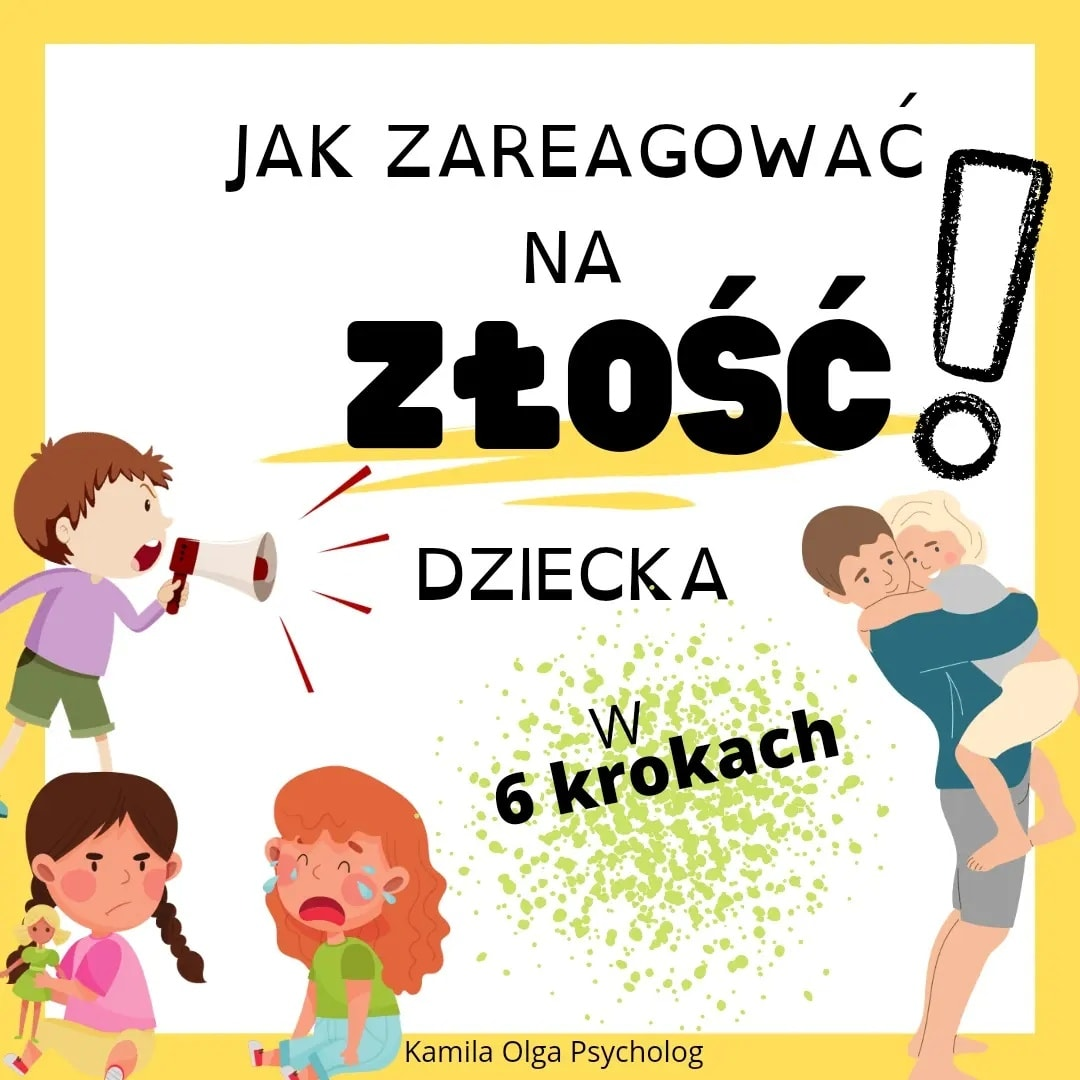 JAK ZAREAGOWAĆ
NA
ZŁOŚĆ!
DZIECKA
W
6 krokach
Kamila Olga Psycholog